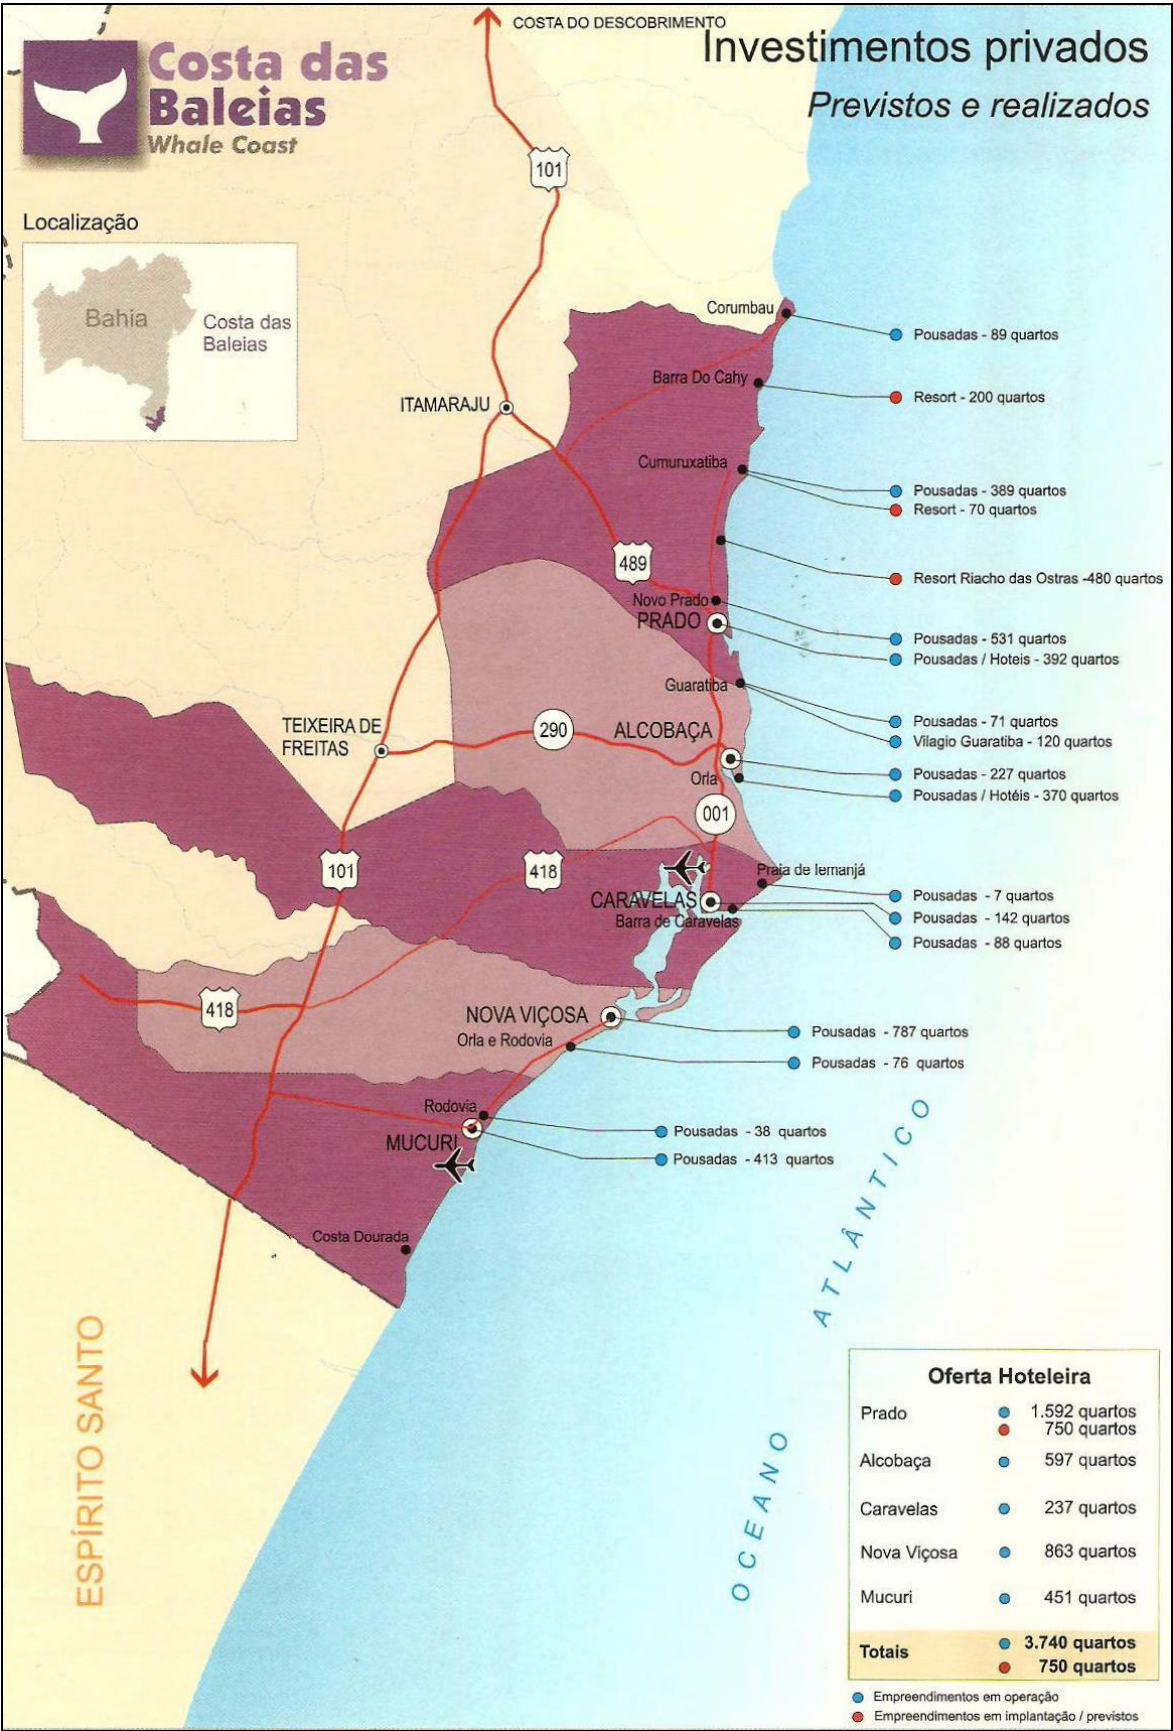 COSTA DO DESCOBRIMENTO
Costa das
Baleias
Whale Coast
Investimentos privados
Previstos e realizados
101
Localização
Bahia
Costa das
Baleias
Corumbau
Pousadas - 89 quartos
Barra Do Cahy
Resort - 200 quartos
ITAMARAJU
Cumuruxatiba
Pousadas - 389 quartos
Resort - 70 quartos
489
Resort Riacho das Ostras -480 quartos
Novo Prado
PRADO
Pousadas - 531 quartos
Pousadas / Hoteis - 392 quartos
Guaratiba
Pousadas - 71 quartos
Vilagio Guaratiba - 120 quartos
TEIXEIRA DE
FREITAS
290
ALCOBAÇA
Orla
Pousadas - 227 quartos
Pousadas / Hotéis - 370 quartos
001
101
418
Praia de Iemanjá
CARAVELAS
Barra de Caravelas
Pousadas - 7 quartos
Pousadas - 142 quartos
Pousadas - 88 quartos
418
NOVA VIÇOSA
Orla e Rodovia
Pousadas - 787 quartos
Pousadas - 76 quartos
Rodovia
MUCURI
Pousadas - 38 quartos
Pousadas - 413 quartos
Costa Dourada
OCEANO ATLÂNTICO
ESPÍRITO SANTO
Oferta Hoteleira
Prado 1.592 quartos
750 quartos
Alcobaça 597 quartos
Caravelas 237 quartos
Nova Viçosa 863 quartos
Mucuri 451 quartos
Totais 3.740 quartos
750 quartos
Empreendimentos em operação
Empreendimentos em implantação / previstos